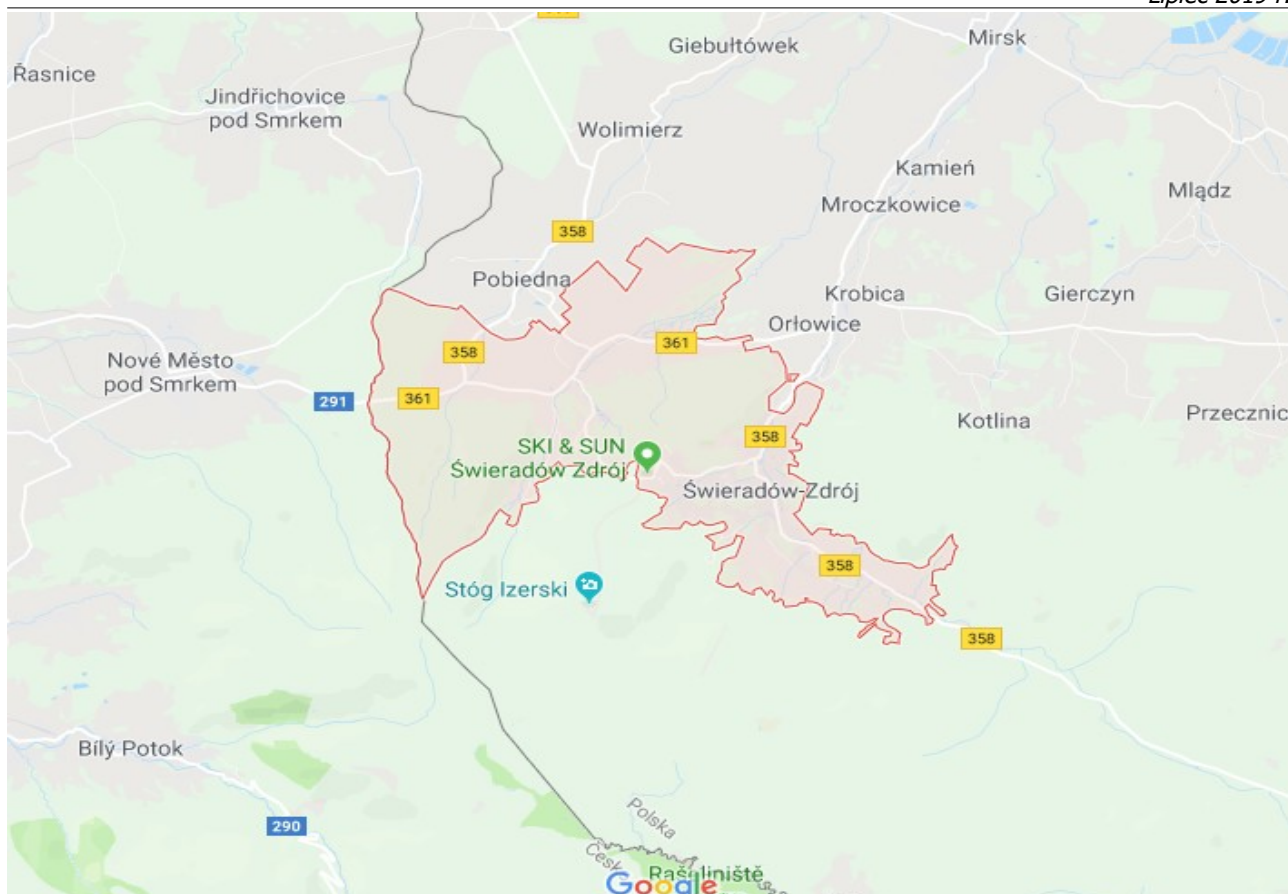 Lipiec 2019
Giebułtówek
Mirsk
Řasnice
Jindřichovice
pod Smrkem
Wolimierz
Kamień
Mlądz
Mroczkowice
358
Pobiedna
Krobica
Gierczyn
Orłowice
361
358
Nové Město
pod Smrkem
291
361
Kotlina
Przecznic
358
SKI & SUN
Świeradów Zdrój
Świeradów-Zdrój
358
Stóg Izerski
358
Bílý Potok
290
Polska
Google